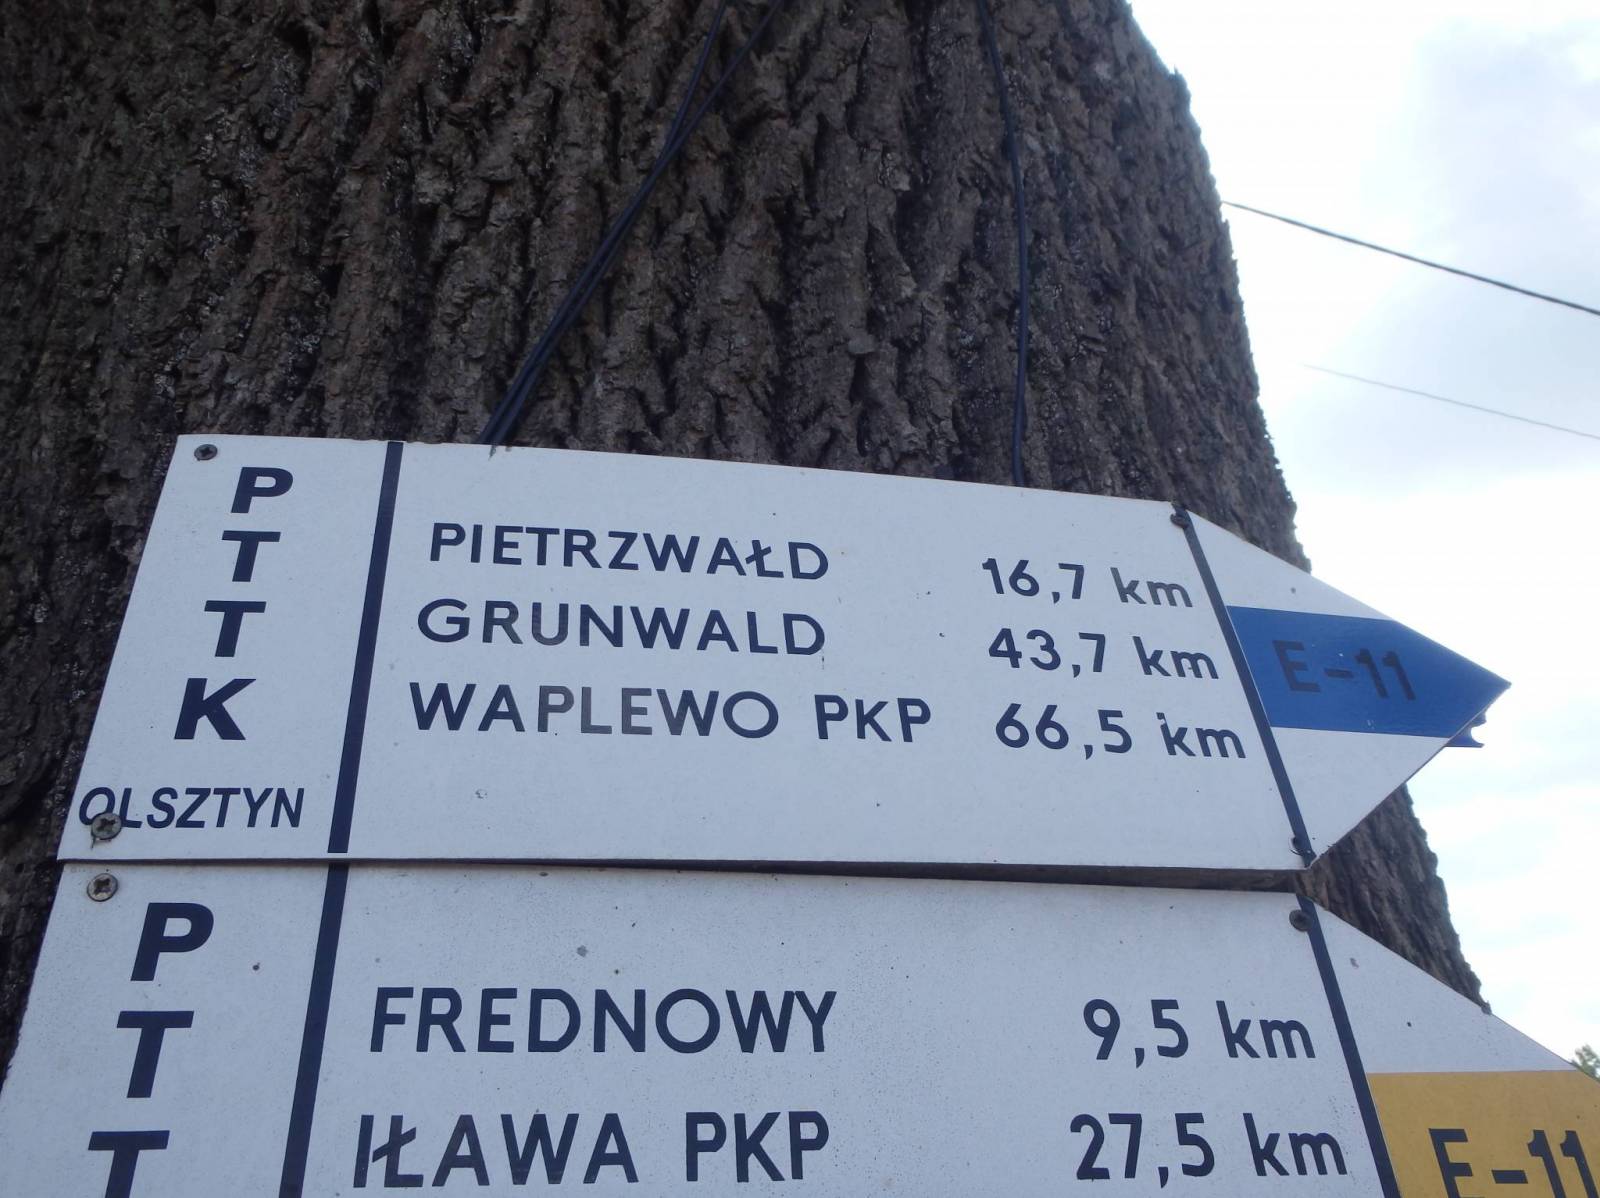 PTTK
OLSZTYN
PIETRZWAŁD 16,7 km
GRUNWALD 43,7 km
WAPLEWO PKP 66,5 km
E-11
PTT
FREDNOWY 9,5 km
IŁAWA PKP 27,5 km
E-11